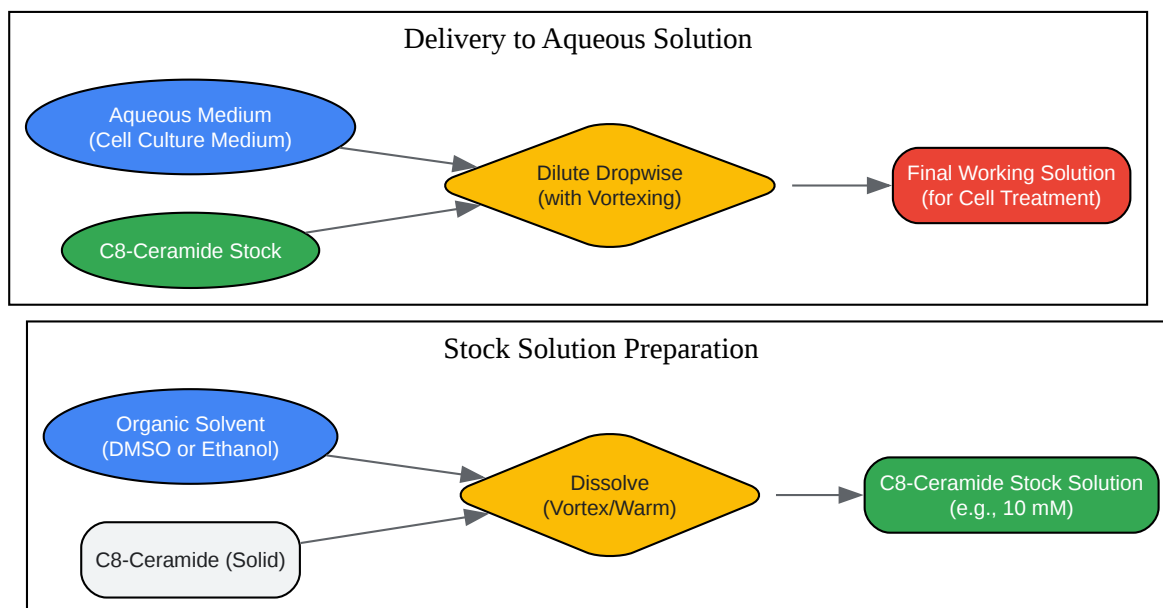 Delivery to Aqueous Solution
Aqueous Medium
(Cell Culture Medium)
C8-Ceramide Stock
Dilute Dropwise
(with Vortexing)
Final Working Solution
(for Cell Treatment)
Stock Solution Preparation
Organic Solvent
(DMSO or Ethanol)
C8-Ceramide (Solid)
Dissolve
(Vortex/Warm)
C8-Ceramide Stock Solution
(e.g., 10 mM)